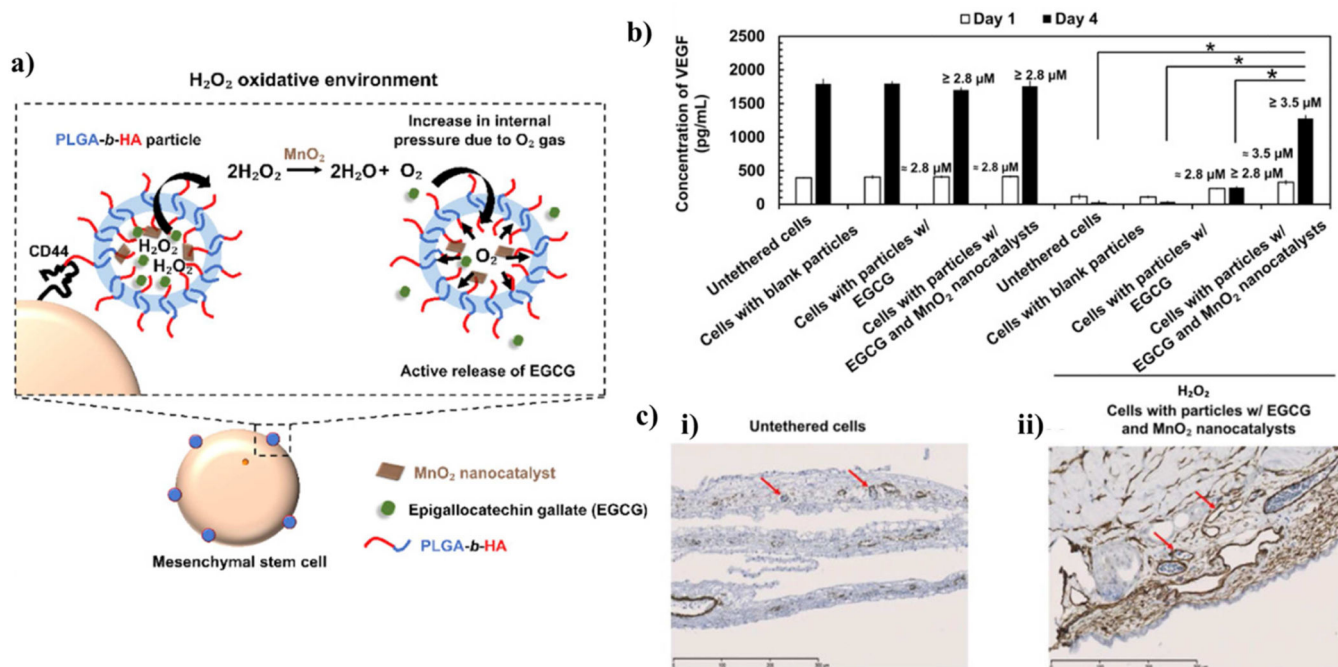 a)
H₂O₂ oxidative environment
PLGA-b-HA particle
MnO₂
2H₂O₂ → 2H₂O + O₂
Increase in internal
pressure due to O₂ gas
CD44
H₂O₂
H₂O₂
O₂
Active release of EGCG
Mesenchymal stem cell
MnO₂ nanocatalyst
Epigallocatechin gallate (EGCG)
PLGA-b-HA
b)
Day 1
Day 4
Concentration of VEGF
(pg/mL)
2500
2000
1500
1000
500
0
≥ 2.8 μM
≥ 2.8 μM
= 2.8 μM
= 2.8 μM
= 2.8 μM
≥ 2.8 μM
= 3.5 μM
≥ 3.5 μM
*
*
*
Untethered cells
Cells with blank particles
Cells with particles w/
EGCG
Cells with particles w/
EGCG and MnO₂ nanocatalysts
Untethered cells
Cells with blank particles
Cells with particles w/
EGCG
Cells with particles w/
EGCG and MnO₂ nanocatalysts
H₂O₂
c)
i)
Untethered cells
ii)
Cells with particles w/ EGCG
and MnO₂ nanocatalysts